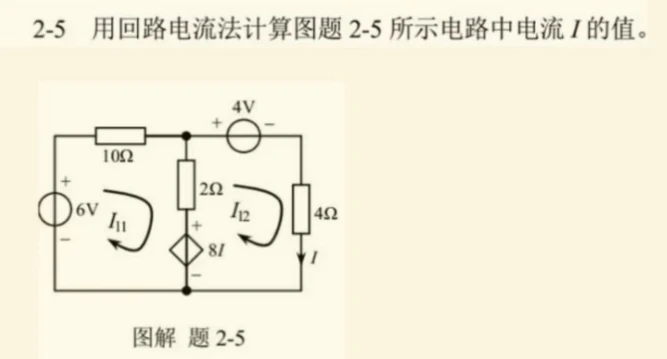 2-5 用回路电流法计算图题 2-5 所示电路中电流 I 的值。
4V
+ −
10Ω
+
6V
−
I11
2Ω
I12
4Ω
+
8I
−
I
图解 题 2-5